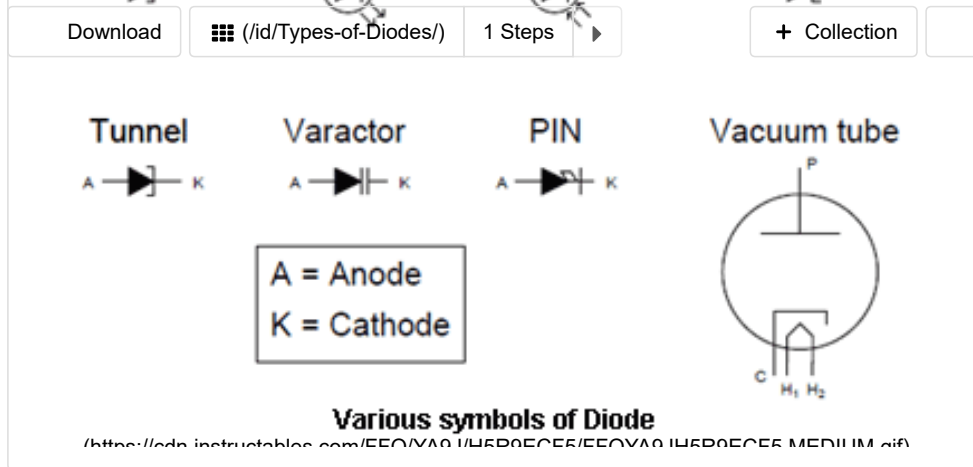 Download (/id/Types-of-Diodes/) 1 Steps + Collection
Tunnel Varactor PIN Vacuum tube
A K A K A K P
A = Anode
K = Cathode
C H₁ H₂
Various symbols of Diode